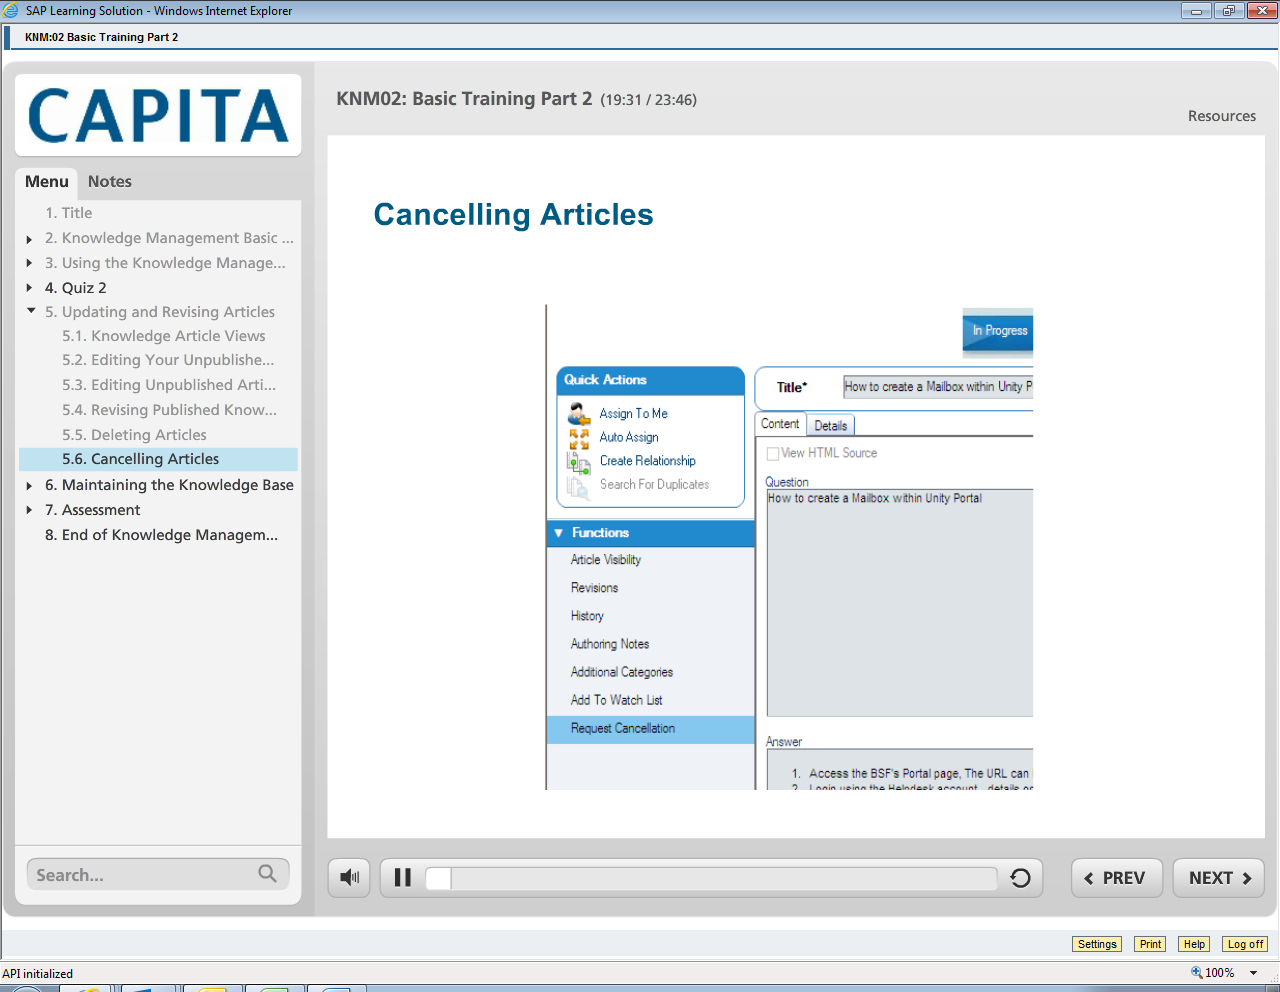 SAP Learning Solution - Windows Internet Explorer
KNM:02 Basic Training Part 2
CAPITA
KNM02: Basic Training Part 2 (19:31 / 23:46)
Resources
Menu Notes
1. Title
2. Knowledge Management Basic ...
3. Using the Knowledge Manage...
4. Quiz 2
5. Updating and Revising Articles
5.1. Knowledge Article Views
5.2. Editing Your Unpublishe...
5.3. Editing Unpublished Arti...
5.4. Revising Published Know...
5.5. Deleting Articles
5.6. Cancelling Articles
6. Maintaining the Knowledge Base
7. Assessment
8. End of Knowledge Managem...
Search...
Cancelling Articles
In Progress
Quick Actions
Assign To Me
Auto Assign
Create Relationship
Search For Duplicates
Functions
Article Visibility
Revisions
History
Authoring Notes
Additional Categories
Add To Watch List
Request Cancellation
Title* How to create a Mailbox within Unity P
Content Details
View HTML Source
Question
How to create a Mailbox within Unity Portal
Answer
1. Access the BSF's Portal page, The URL can
2. Login using the Helpdesk account - details
PREV NEXT
Settings Print Help Log off
API initialized
100%